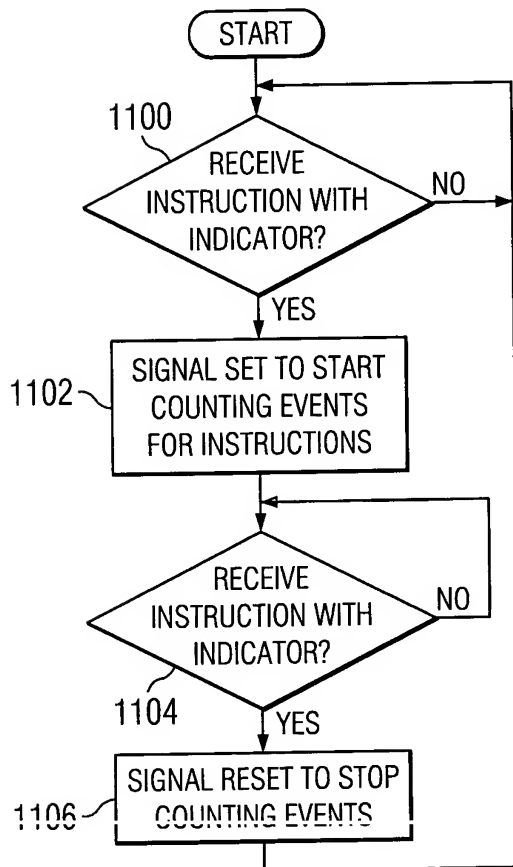 START
1100
RECEIVE
INSTRUCTION WITH
INDICATOR?
NO
YES
1102
SIGNAL SET TO START
COUNTING EVENTS
FOR INSTRUCTIONS
RECEIVE
INSTRUCTION WITH
INDICATOR?
NO
1104
YES
SIGNAL RESET TO STOP
COUNTING EVENTS
1106